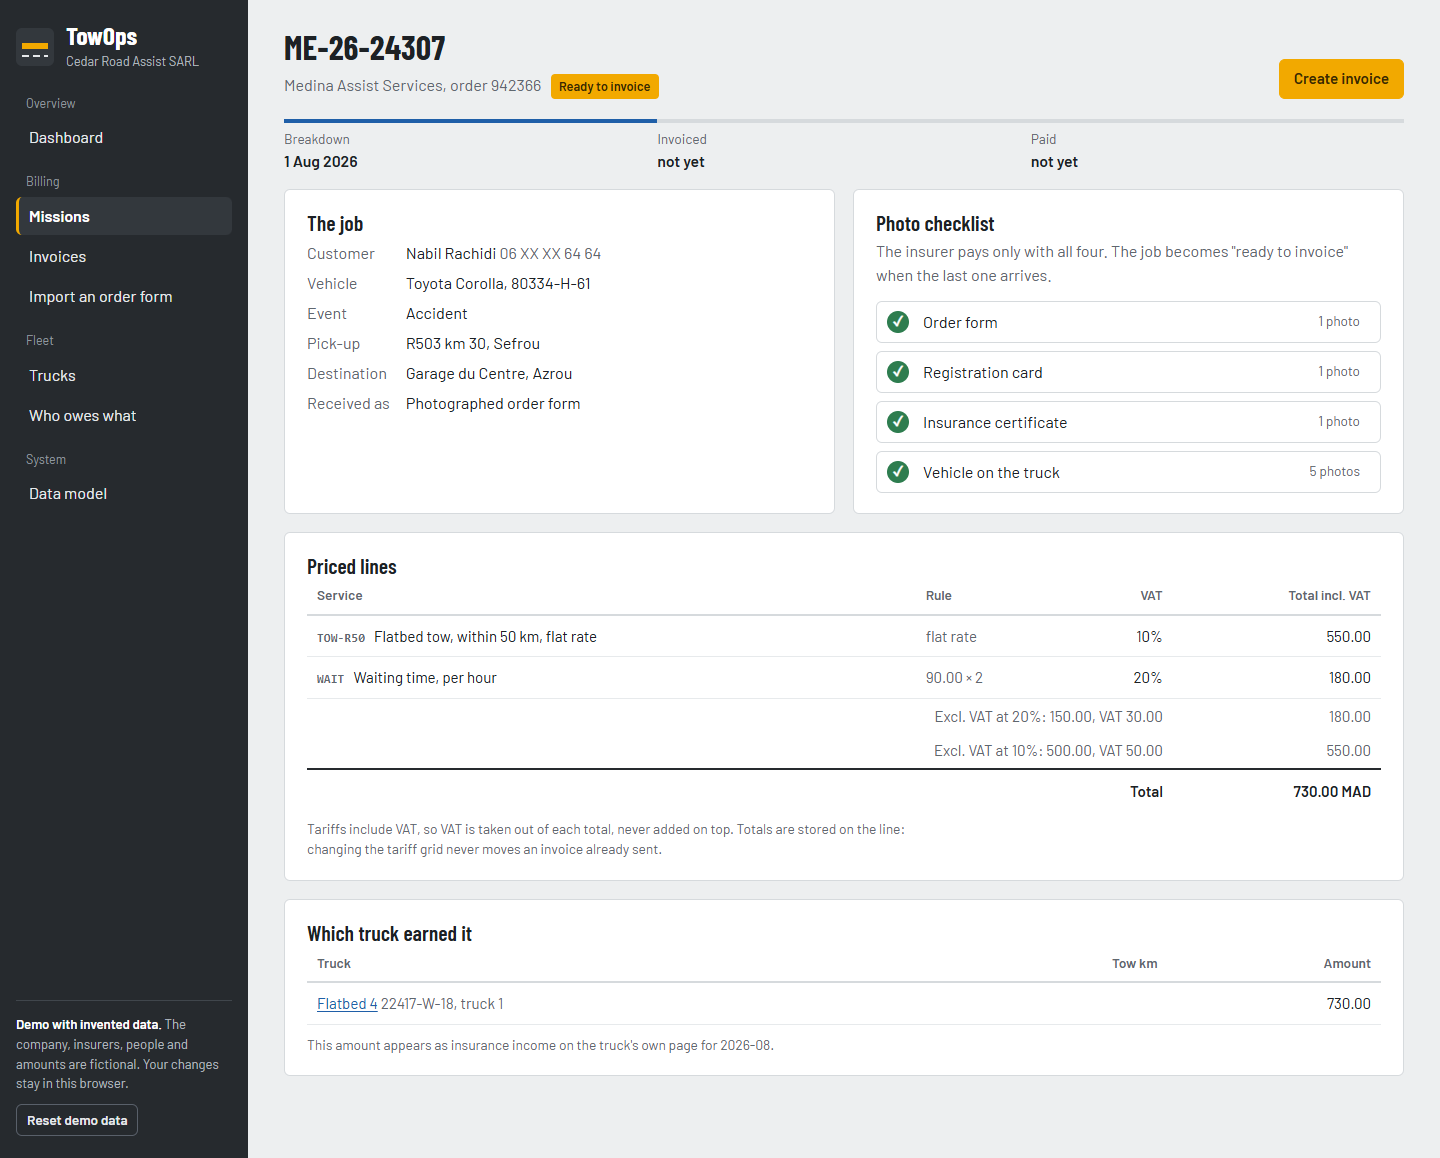 TowOps
Cedar Road Assist SARL
Overview
Dashboard
Billing
Missions
Invoices
Import an order form
Fleet
Trucks
Who owes what
System
Data model
Demo with invented data. The
company, insurers, people and
amounts are fictional. Your changes
stay in this browser.
Reset demo data
ME-26-24307
Medina Assist Services, order 942366 Ready to invoice
Create invoice
Breakdown
1 Aug 2026
Invoiced
not yet
Paid
not yet
The job
Customer Nabil Rachidi 06 XX XX 64 64
Vehicle Toyota Corolla, 80334-H-61
Event Accident
Pick-up R503 km 30, Sefrou
Destination Garage du Centre, Azrou
Received as Photographed order form
Photo checklist
The insurer pays only with all four. The job becomes "ready to invoice"
when the last one arrives.
Order form 1 photo
Registration card 1 photo
Insurance certificate 1 photo
Vehicle on the truck 5 photos
Priced lines
Service Rule VAT Total incl. VAT
TOW-R50 Flatbed tow, within 50 km, flat rate flat rate 10% 550.00
WAIT Waiting time, per hour 90.00 × 2 20% 180.00
Excl. VAT at 20%: 150.00, VAT 30.00 180.00
Excl. VAT at 10%: 500.00, VAT 50.00 550.00
Total 730.00 MAD
Tariffs include VAT, so VAT is taken out of each total, never added on top. Totals are stored on the line:
changing the tariff grid never moves an invoice already sent.
Which truck earned it
Truck Tow km Amount
Flatbed 4 22417-W-18, truck 1 730.00
This amount appears as insurance income on the truck's own page for 2026-08.